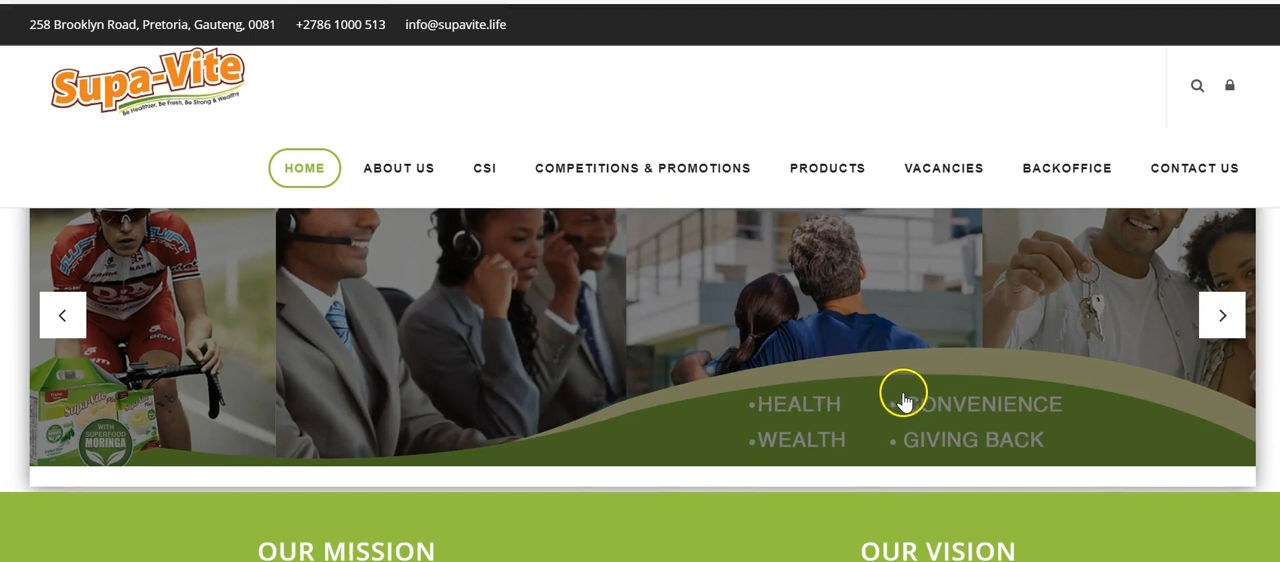 258 Brooklyn Road, Pretoria, Gauteng, 0081 +2786 1000 513 info@supavite.life
Supa-Vite
Be Healthier, Be Fresh, Be Strong & Wealthy
HOME ABOUT US CSI COMPETITIONS & PROMOTIONS PRODUCTS VACANCIES BACKOFFICE CONTACT US
•HEALTH • CONVENIENCE
•WEALTH • GIVING BACK
Supa-Vite
WITH
SUPERFOOD
MORINGA
OUR MISSION OUR VISION